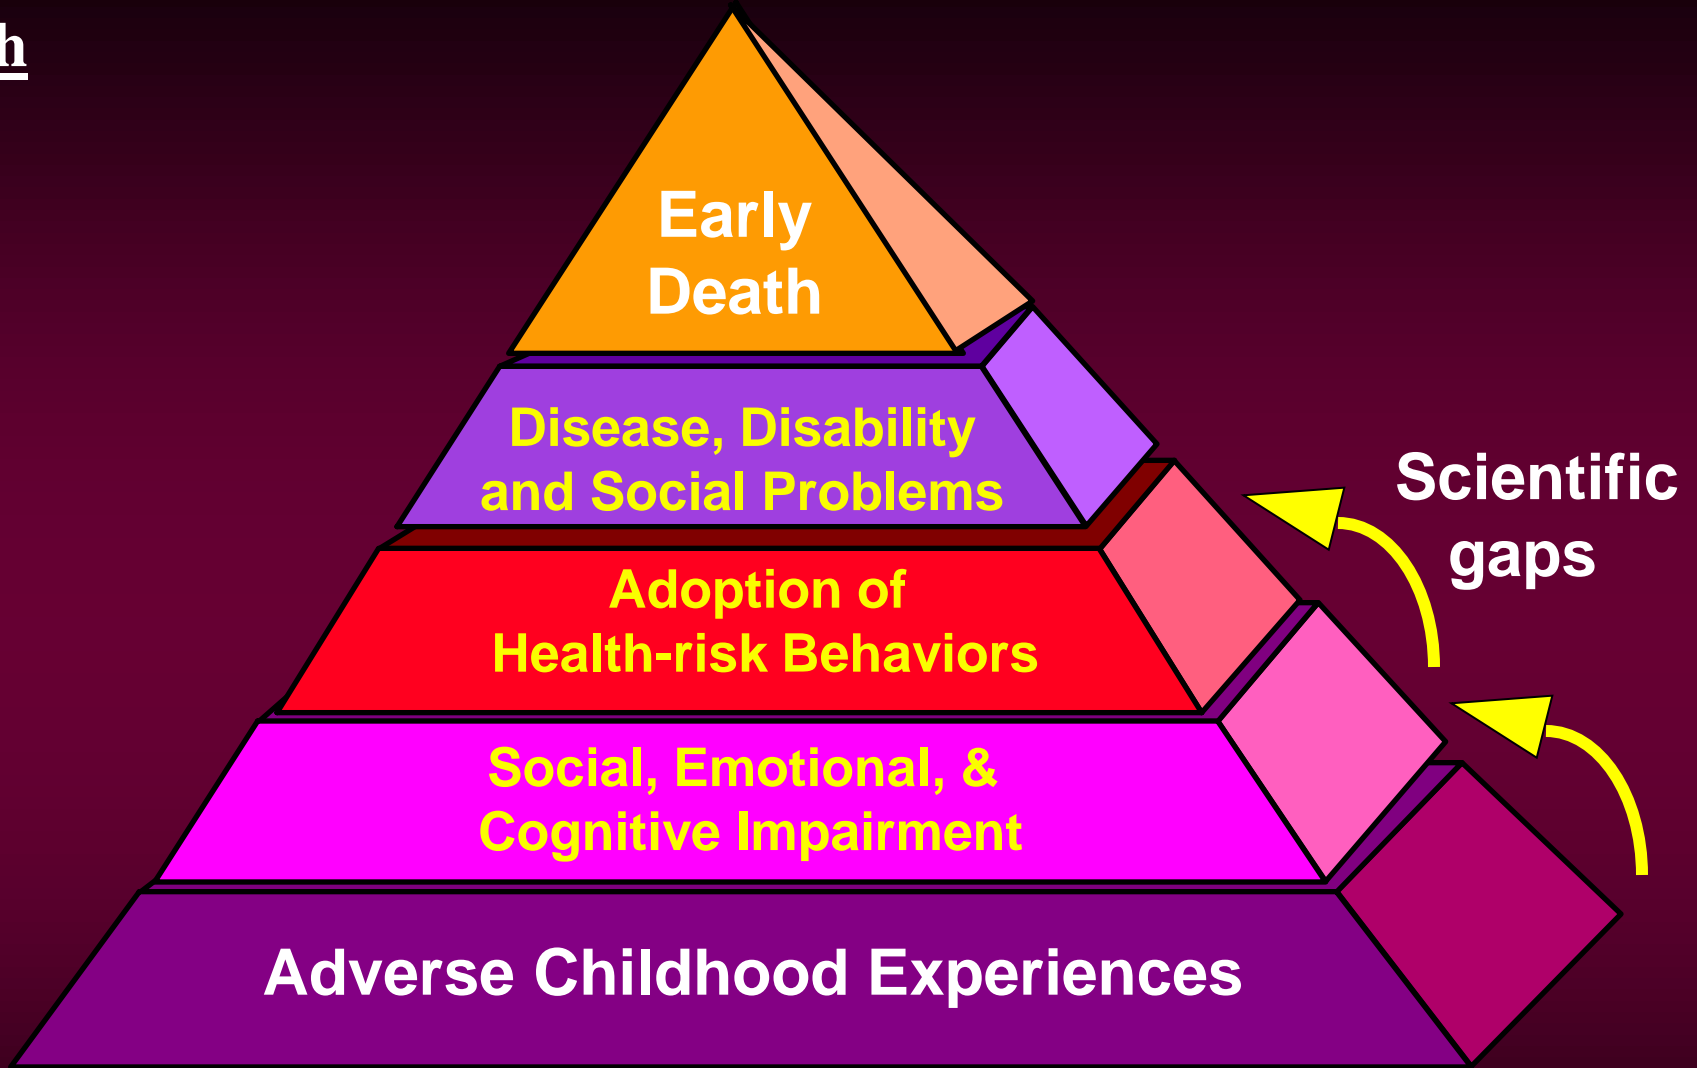 h
Early
Death
Disease, Disability
and Social Problems
Scientific
gaps
Adoption of
Health-risk Behaviors
Social, Emotional, &
Cognitive Impairment
Adverse Childhood Experiences